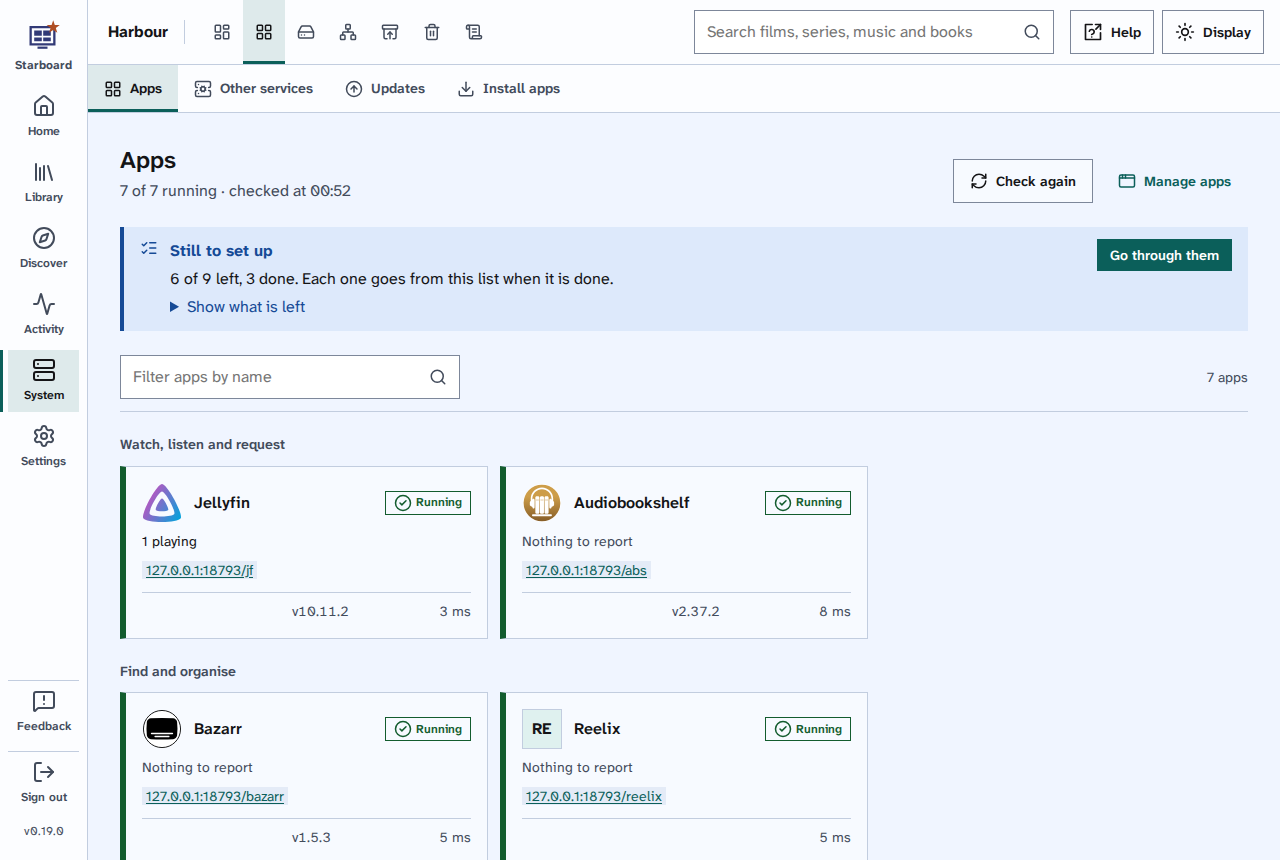 Starboard
Home
Library
Discover
Activity
System
Settings
Feedback
Sign out
v0.19.0
Harbour
Search films, series, music and books
Help
Display
Apps
Other services
Updates
Install apps
Apps
7 of 7 running · checked at 00:52
Check again
Manage apps
Still to set up
6 of 9 left, 3 done. Each one goes from this list when it is done.
Show what is left
Go through them
Filter apps by name
7 apps
Watch, listen and request
Jellyfin
Running
1 playing
127.0.0.1:18793/jf
v10.11.2
3 ms
Audiobookshelf
Running
Nothing to report
127.0.0.1:18793/abs
v2.37.2
8 ms
Find and organise
Bazarr
Running
Nothing to report
127.0.0.1:18793/bazarr
v1.5.3
5 ms
RE
Reelix
Running
Nothing to report
127.0.0.1:18793/reelix
5 ms